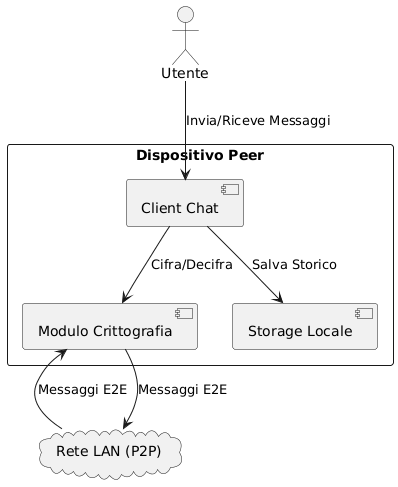 Utente
Invia/Riceve Messaggi
Dispositivo Peer
Client Chat
Cifra/Decifra
Salva Storico
Modulo Crittografia
Storage Locale
Messaggi E2E
Messaggi E2E
Rete LAN (P2P)